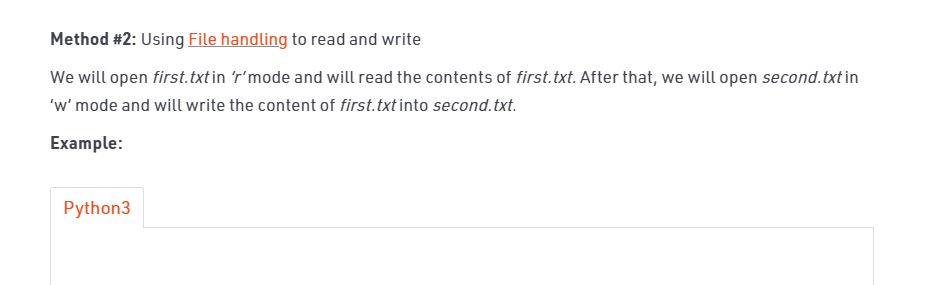 Method #2: Using File handling to read and write
We will open first.txt in ‘r’ mode and will read the contents of first.txt. After that, we will open second.txt in
‘w’ mode and will write the content of first.txt into second.txt.
Example:
Python3